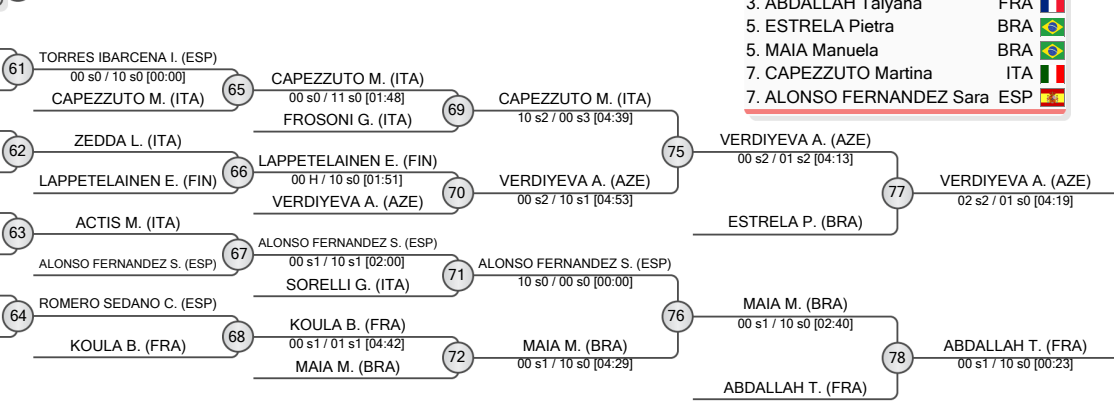 3. ABDALLAH Taiyana FRA
5. ESTRELA Pietra BRA
5. MAIA Manuela BRA
7. CAPEZZUTO Martina ITA
7. ALONSO FERNANDEZ Sara ESP
61
TORRES IBARCENA I. (ESP)
00 s0 / 10 s0 [00:00]
CAPEZZUTO M. (ITA)
62
ZEDDA L. (ITA)
LAPPETELAINEN E. (FIN)
63
ACTIS M. (ITA)
ALONSO FERNANDEZ S. (ESP)
64
ROMERO SEDANO C. (ESP)
KOULA B. (FRA)
65
CAPEZZUTO M. (ITA)
00 s0 / 11 s0 [01:48]
FROSONI G. (ITA)
66
LAPPETELAINEN E. (FIN)
00 H / 10 s0 [01:51]
VERDIYEVA A. (AZE)
67
ALONSO FERNANDEZ S. (ESP)
00 s1 / 10 s1 [02:00]
SORELLI G. (ITA)
68
KOULA B. (FRA)
00 s1 / 01 s1 [04:42]
MAIA M. (BRA)
69
CAPEZZUTO M. (ITA)
10 s2 / 00 s3 [04:39]
70
VERDIYEVA A. (AZE)
00 s2 / 10 s1 [04:53]
71
ALONSO FERNANDEZ S. (ESP)
10 s0 / 00 s0 [00:00]
72
MAIA M. (BRA)
00 s1 / 10 s0 [04:29]
75
VERDIYEVA A. (AZE)
00 s2 / 01 s2 [04:13]
ESTRELA P. (BRA)
76
MAIA M. (BRA)
00 s1 / 10 s0 [02:40]
ABDALLAH T. (FRA)
77
VERDIYEVA A. (AZE)
02 s2 / 01 s0 [04:19]
78
ABDALLAH T. (FRA)
00 s1 / 10 s0 [00:23]